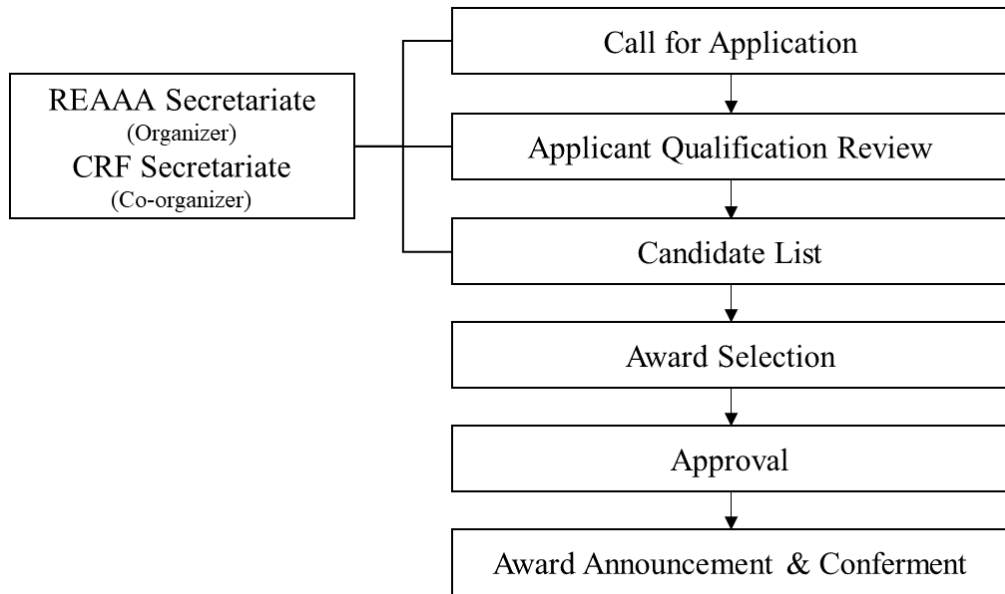 REAAA Secretariate
(Organizer)
CRF Secretariate
(Co-organizer)
Call for Application
Applicant Qualification Review
Candidate List
Award Selection
Approval
Award Announcement & Conferment